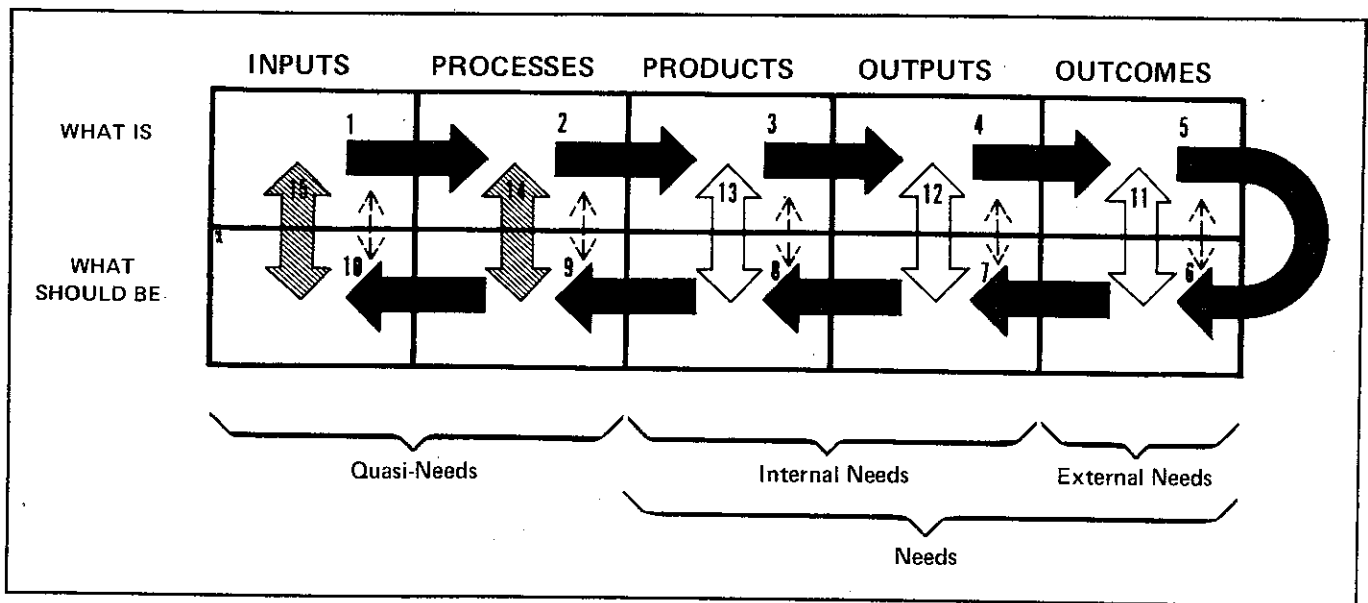 INPUTS PROCESSES PRODUCTS OUTPUTS OUTCOMES
WHAT IS
1 2 3 4 5
15 14 13 12 11
WHAT
SHOULD BE
10 9 8 7 6
Quasi-Needs Internal Needs External Needs
Needs